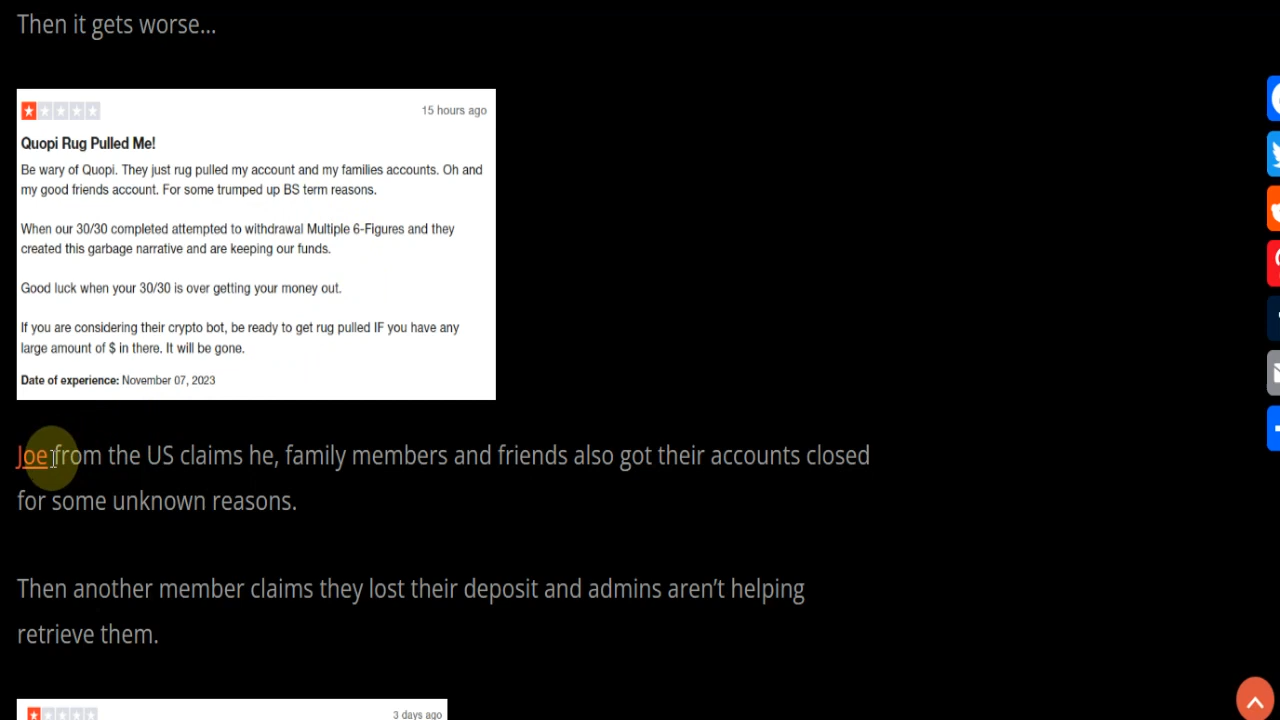 Then it gets worse...
15 hours ago
Quopi Rug Pulled Me!
Be wary of Quopi. They just rug pulled my account and my families accounts. Oh and
my good friends account. For some trumped up BS term reasons.
When our 30/30 completed attempted to withdrawal Multiple 6-Figures and they
created this garbage narrative and are keeping our funds.
Good luck when your 30/30 is over getting your money out.
If you are considering their crypto bot, be ready to get rug pulled IF you have any
large amount of $ in there. It will be gone.
Date of experience: November 07, 2023
Joe from the US claims he, family members and friends also got their accounts closed
for some unknown reasons.
Then another member claims they lost their deposit and admins aren’t helping
retrieve them.
3 days ago